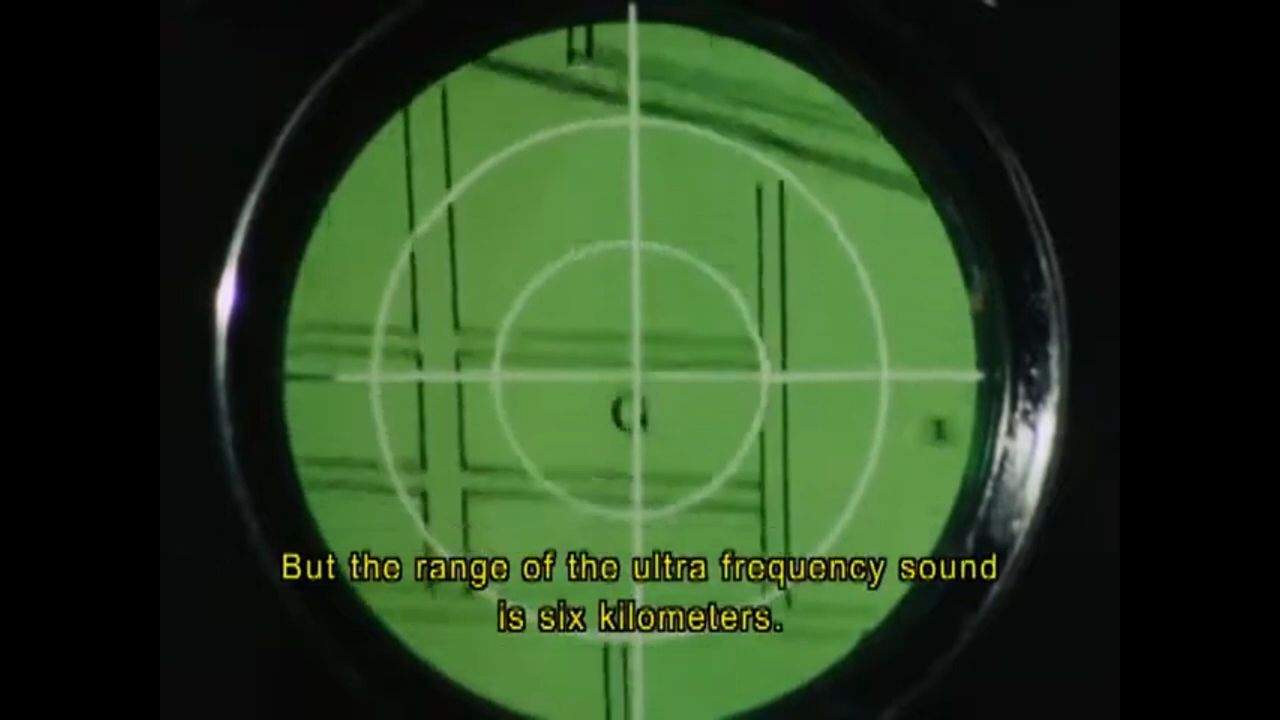 G
I
But the range of the ultra frequency sound
is six kilometers.